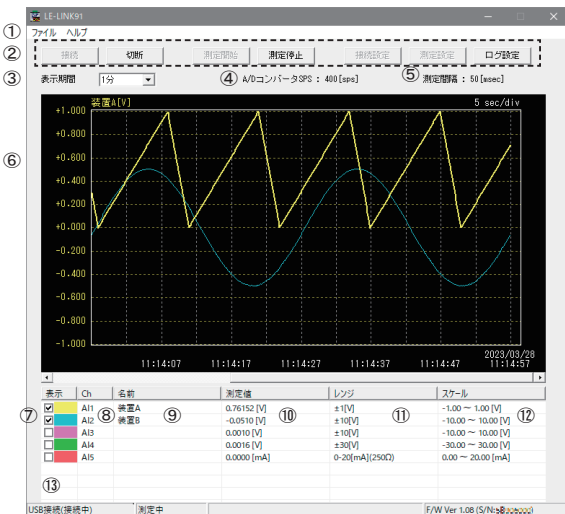 LE-LINK91
① ファイル ヘルプ
② 接続 切断 測定開始 測定停止 接続設定 測定設定 ログ設定
③ 表示期間 1分 ④ A/DコンバータSPS : 400[sps] ⑤ 測定間隔 : 50[msec]
装置A[V] 5 sec/div
+1.000
+0.800
⑥ +0.600
+0.400
+0.200
+0.000
-0.200
-0.400
-0.600
-0.800
-1.000
2023/03/28
11:14:07 11:14:17 11:14:27 11:14:37 11:14:47 11:14:57
表示 Ch 名前 測定値 レンジ スケール
AI1 装置A 0.76152 [V] ±1[V] -1.00 ~ 1.00 [V]
⑦ AI2 ⑧ 装置B ⑨ -0.0510 [V] ⑩ ±10[V] ⑪ -10.00 ~ 10.00 [V] ⑫
AI3 0.0010 [V] ±10[V] -10.00 ~ 10.00 [V]
AI4 0.0016 [V] ±30[V] -30.00 ~ 30.00 [V]
AI5 0.0000 [mA] 0-20[mA](250Ω) 0.00 ~ 20.00 [mA]
⑬
USB接続(接続中) 測定中 F/W Ver 1.08 (S/N: